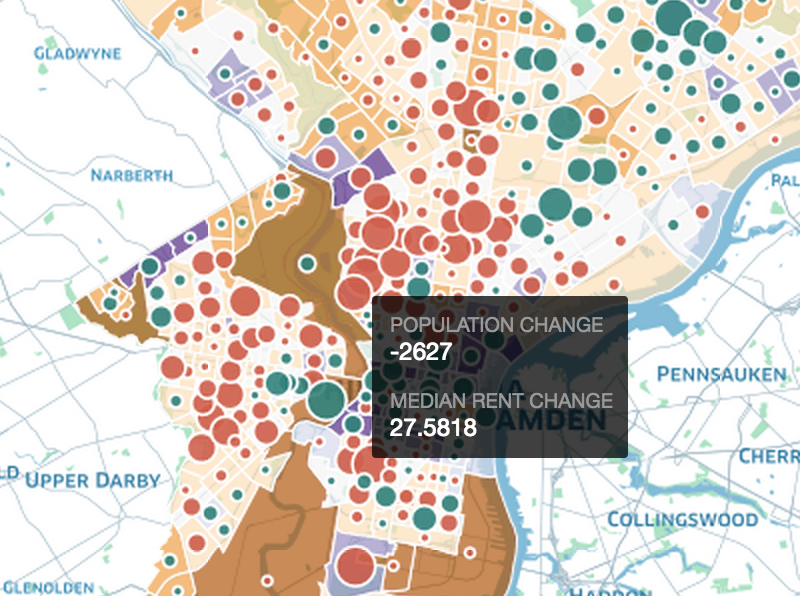 GLADWYNE
NARBERTH
PAL
POPULATION CHANGE
-2627
PENNSAUKEN
MEDIAN RENT CHANGE
27.5818
AMDEN
CHERR
LD
UPPER DARBY
COLLINGSWOOD
GLENOLDEN
HADDON